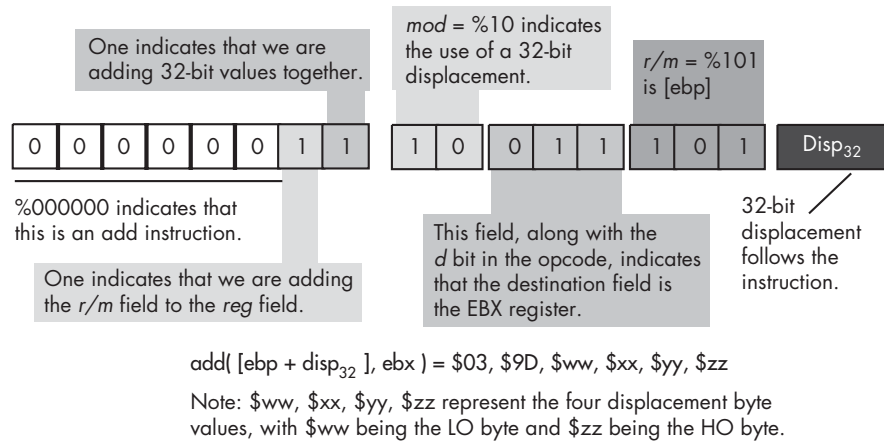 One indicates that we are
adding 32-bit values together.
mod = %10 indicates
the use of a 32-bit
displacement.
r/m = %101
is [ebp]
0 0 0 0 0 0 1 1 1 0 0 1 1 1 0 1 Disp32
%000000 indicates that
this is an add instruction.
One indicates that we are adding
the r/m field to the reg field.
This field, along with the
d bit in the opcode, indicates
that the destination field is
the EBX register.
32-bit
displacement
follows the
instruction.
add( [ebp + disp32 ], ebx ) = $03, $9D, $ww, $xx, $yy, $zz
Note: $ww, $xx, $yy, $zz represent the four displacement byte
values, with $ww being the LO byte and $zz being the HO byte.